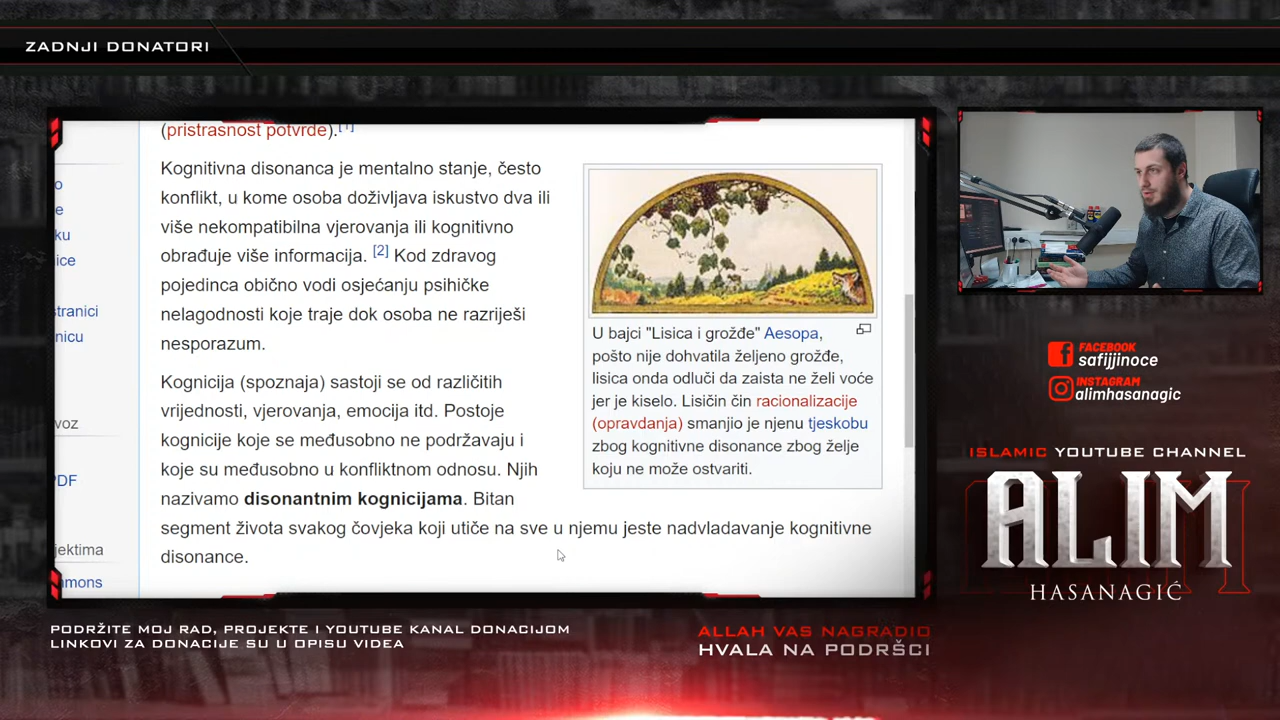 ZADNJI DONATORI
(pristrasnost potvrde).[1]
Kognitivna disonanca je mentalno stanje, često
konflikt, u kome osoba doživljava iskustvo dva ili
više nekompatibilna vjerovanja ili kognitivno
obrađuje više informacija. [2] Kod zdravog
pojedinca obično vodi osjećanju psihičke
nelagodnosti koje traje dok osoba ne razriješi
nesporazum.
Kognicija (spoznaja) sastoji se od različitih
vrijednosti, vjerovanja, emocija itd. Postoje
kognicije koje se međusobno ne podržavaju i
koje su međusobno u konfliktnom odnosu. Njih
nazivamo disonantnim kognicijama. Bitan
segment života svakog čovjeka koji utiče na sve u njemu jeste nadvladavanje kognitivne
disonance.
U bajci "Lisica i grožđe" Aesopa,
pošto nije dohvatila željeno grožđe,
lisica onda odluči da zaista ne želi voće
jer je kiselo. Lisičin čin racionalizacije
(opravdanja) smanjio je njenu tjeskobu
zbog kognitivne disonance zbog želje
koju ne može ostvariti.
o
e
ku
ice
stranici
nicu
voz
PDF
jektima
mmons
FACEBOOK
safijjinoce
INSTAGRAM
alimhasanagic
ISLAMIC YOUTUBE CHANNEL
ALIM
HASANAGIĆ
PODRŽITE MOJ RAD, PROJEKTE I YOUTUBE KANAL DONACIJOM
LINKOVI ZA DONACIJE SU U OPISU VIDEA
ALLAH VAS NAGRADIO
HVALA NA PODRŠCI